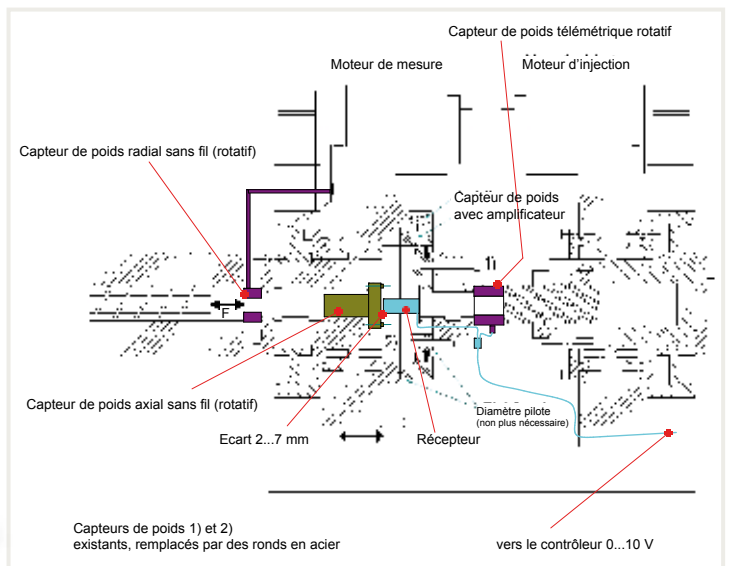 Capteur de poids télémétrique rotatif
Moteur de mesure
Moteur d'injection
Capteur de poids radial sans fil (rotatif)
Capteur de poids
avec amplificateur
F
Capteur de poids axial sans fil (rotatif)
Diamètre pilote
(non plus nécessaire)
Ecart 2...7 mm
Récepteur
Capteurs de poids 1) et 2)
existants, remplacés par des ronds en acier
vers le contrôleur 0...10 V